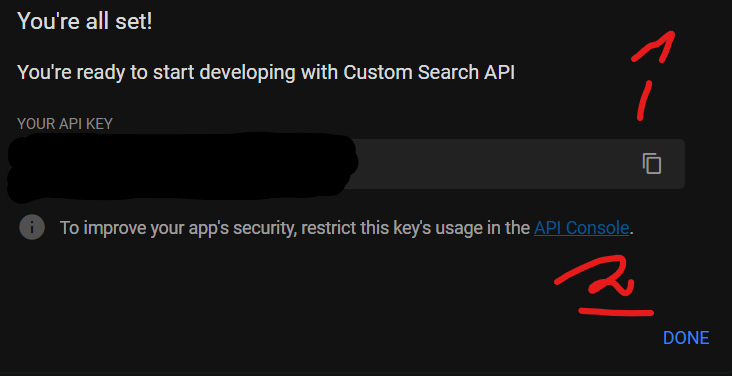 You're all set!
1
You're ready to start developing with Custom Search API
YOUR API KEY
To improve your app's security, restrict this key's usage in the API Console.
2
DONE